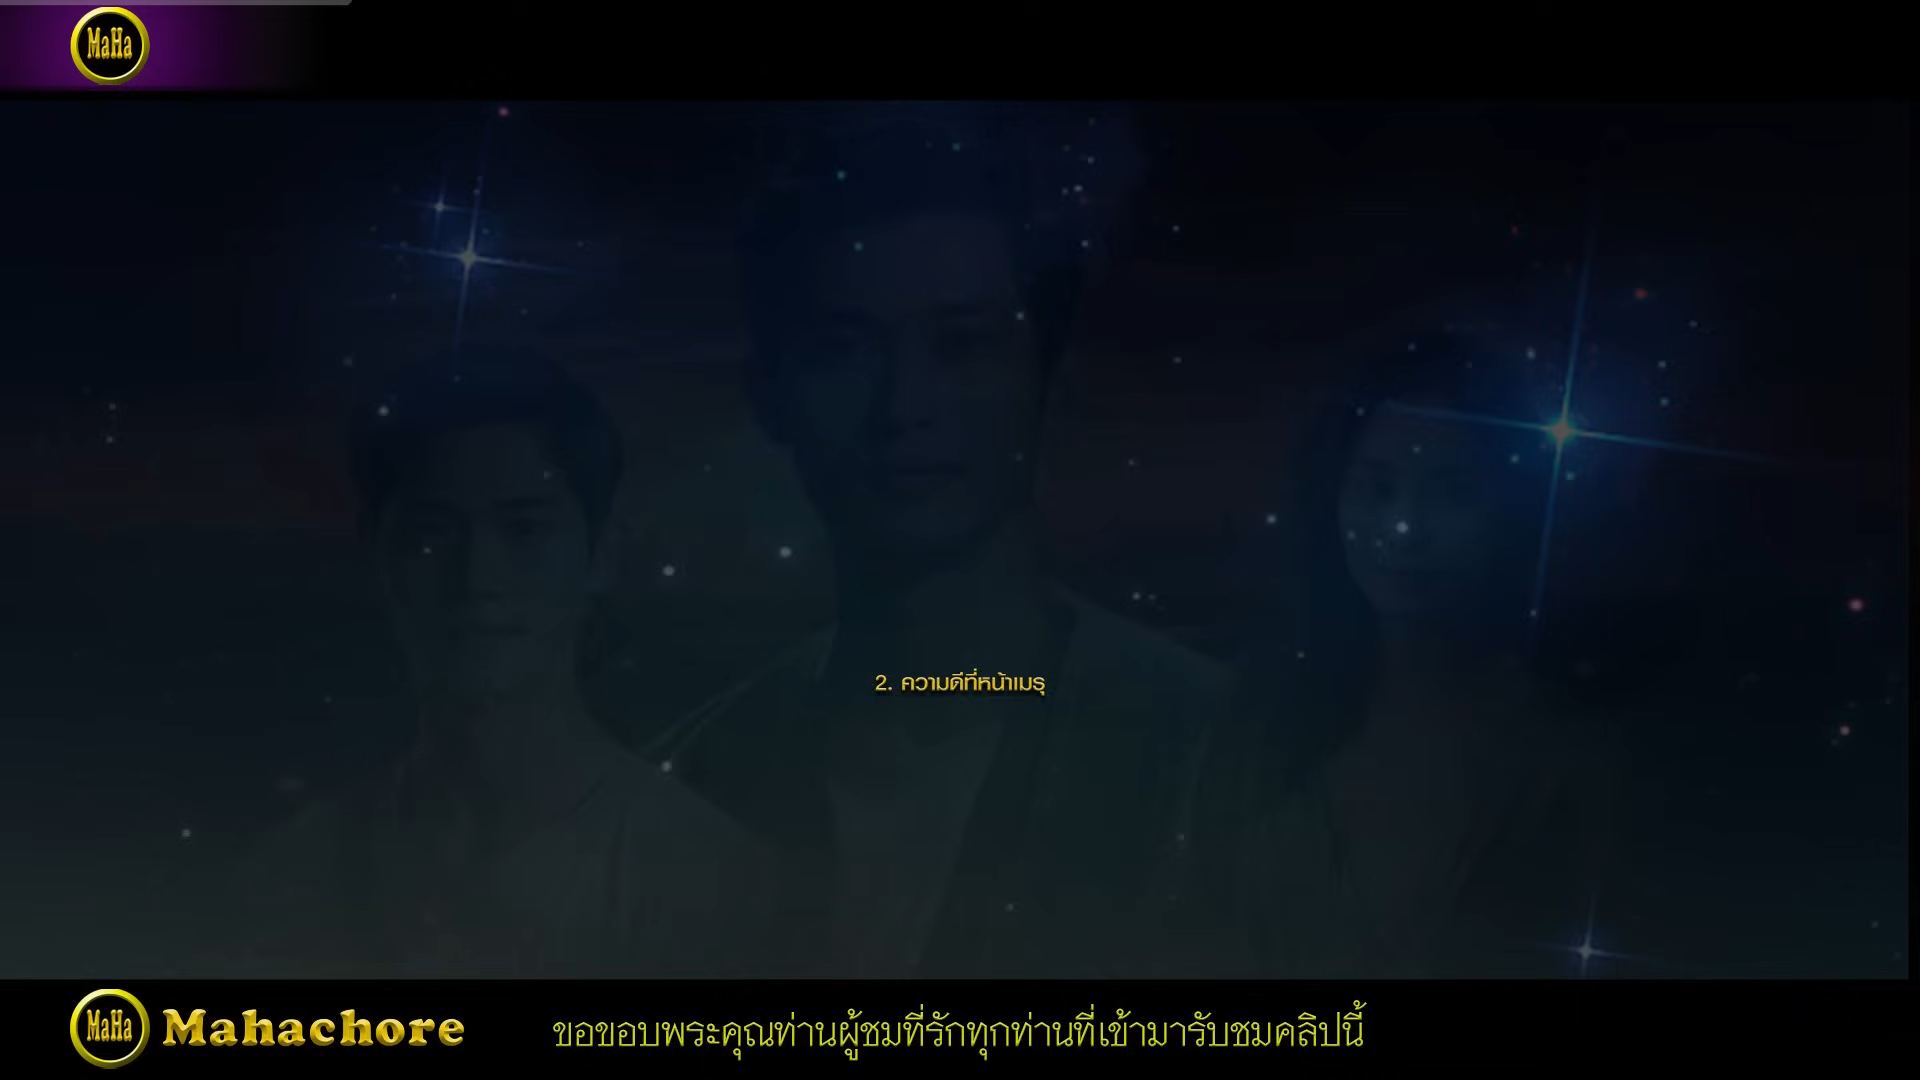 MaHa
2. ความดีที่หน้าเมรุ
MaHa Mahachore
ขอขอบพระคุณท่านผู้ชมที่รักทุกท่านที่เข้ามารับชมคลิปนี้